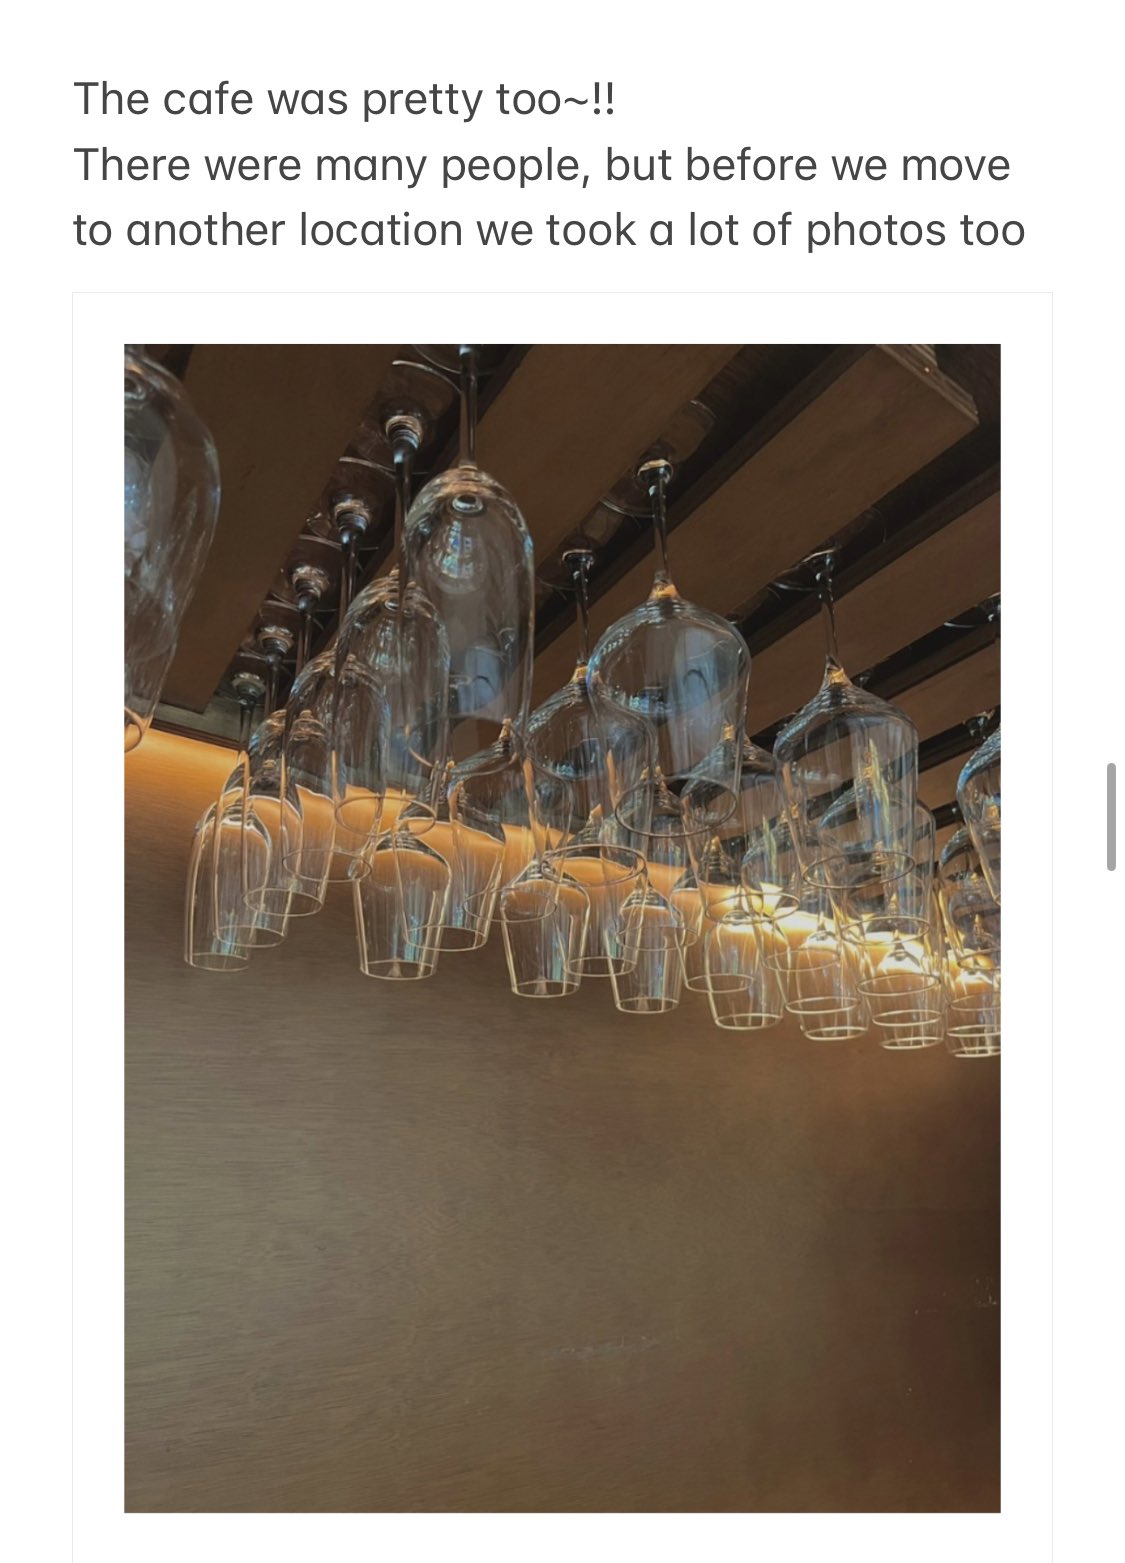 The cafe was pretty too~!!
There were many people, but before we move
to another location we took a lot of photos too